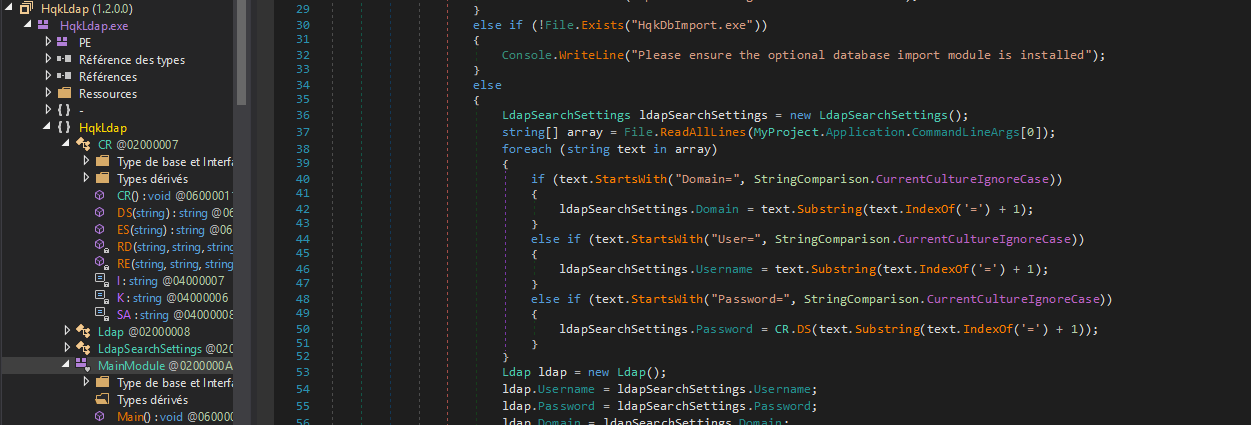 HqkLdap (1.2.0.0)
HqkLdap.exe
PE
Référence des types
Références
Ressources
{ } -
{ } HqkLdap
CR @02000007
Type de base et Interfa
Types dérivés
CR() : void @0600001
DS(string) : string @06
ES(string) : string @06
RD(string, string, string
RE(string, string, string
I : string @04000007
K : string @04000006
SA : string @04000008
Ldap @02000008
LdapSearchSettings @020
MainModule @0200000A
Type de base et Interfa
Types dérivés
Main() : void @060000
29 }
30 else if (!File.Exists("HqkDbImport.exe"))
31 {
32 Console.WriteLine("Please ensure the optional database import module is installed");
33 }
34 else
35 {
36 LdapSearchSettings ldapSearchSettings = new LdapSearchSettings();
37 string[] array = File.ReadAllLines(MyProject.Application.CommandLineArgs[0]);
38 foreach (string text in array)
39 {
40 if (text.StartsWith("Domain=", StringComparison.CurrentCultureIgnoreCase))
41 {
42 ldapSearchSettings.Domain = text.Substring(text.IndexOf('=') + 1);
43 }
44 else if (text.StartsWith("User=", StringComparison.CurrentCultureIgnoreCase))
45 {
46 ldapSearchSettings.Username = text.Substring(text.IndexOf('=') + 1);
47 }
48 else if (text.StartsWith("Password=", StringComparison.CurrentCultureIgnoreCase))
49 {
50 ldapSearchSettings.Password = CR.DS(text.Substring(text.IndexOf('=') + 1));
51 }
52 }
53 Ldap ldap = new Ldap();
54 ldap.Username = ldapSearchSettings.Username;
55 ldap.Password = ldapSearchSettings.Password;
56 ldap.Domain = ldapSearchSettings.Domain;